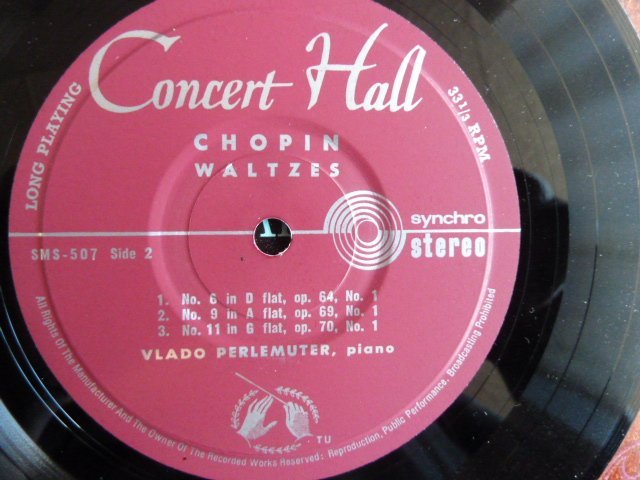 Concert Hall
LONG PLAYING
33 1/3 RPM
CHOPIN
WALTZES
synchro
stereo
SMS-507 Side 2
1. No. 6 in D flat, op. 64, No. 1
2. No. 9 in A flat, op. 69, No. 1
3. No. 11 in G flat, op. 70, No. 1
VLADO PERLEMUTER, piano
TU
All Rights Of The Manufacturer And The Owner Of The Recorded Works Reserved: Reproduction, Public Performance, Broadcasting Prohibited